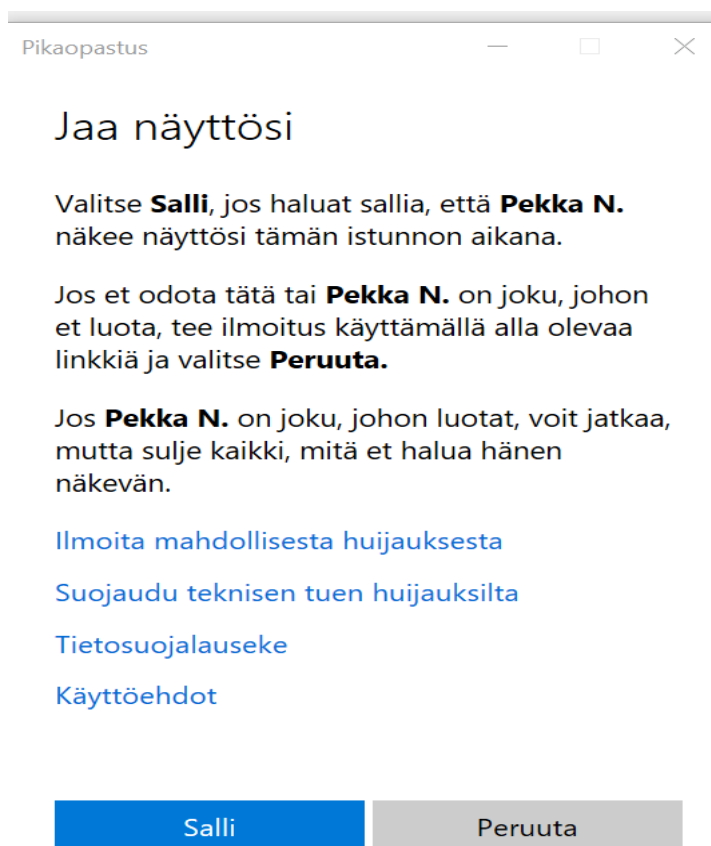 Pikaopastus
Jaa näyttösi
Valitse Salli, jos haluat sallia, että Pekka N.
näkee näyttösi tämän istunnon aikana.
Jos et odota tätä tai Pekka N. on joku, johon
et luota, tee ilmoitus käyttämällä alla olevaa
linkkiä ja valitse Peruuta.
Jos Pekka N. on joku, johon luotat, voit jatkaa,
mutta sulje kaikki, mitä et halua hänen
näkevän.
Ilmoita mahdollisesta huijauksesta
Suojaudu teknisen tuen huijauksilta
Tietosuojalauseke
Käyttöehdot
Salli Peruuta